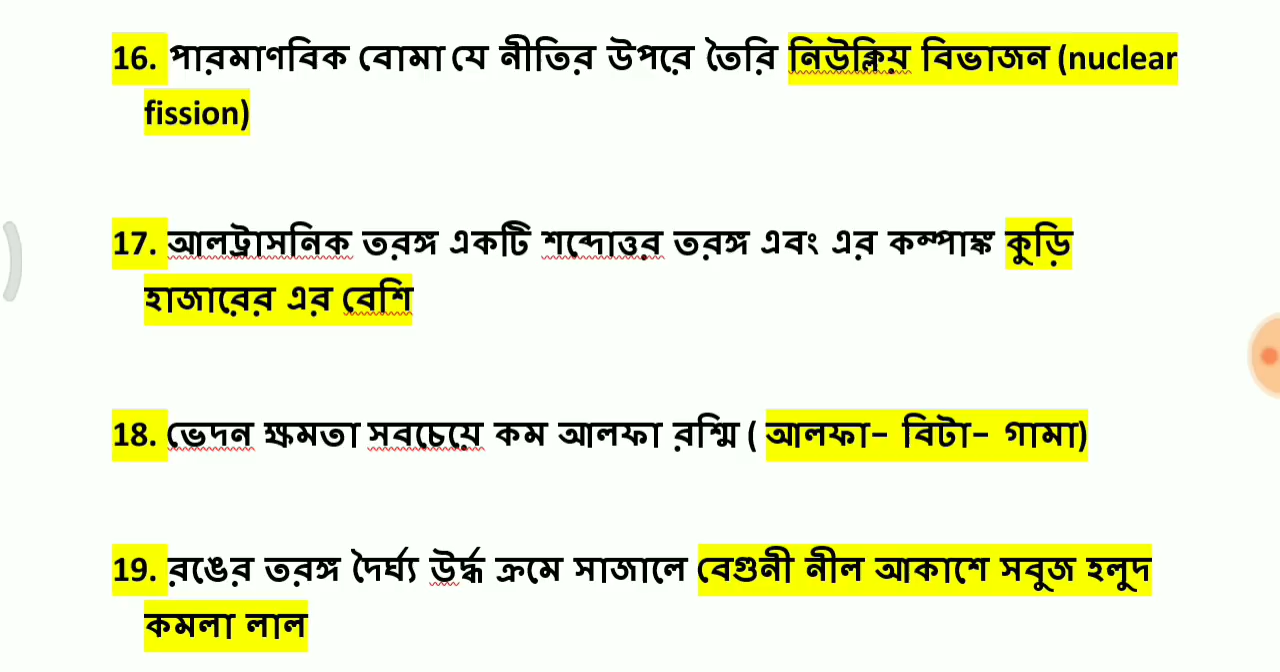 16. পারমাণবিক বোমা যে নীতির উপরে তৈরি নিউক্লিয় বিভাজন (nuclear
fission)
17. আলট্রাসনিক তরঙ্গ একটি শব্দোত্তর তরঙ্গ এবং এর কম্পাঙ্ক কুড়ি
হাজারের এর বেশি
18. ভেদন ক্ষমতা সবচেয়ে কম আলফা রশ্মি ( আলফা– বিটা– গামা)
19. রঙের তরঙ্গ দৈর্ঘ্য উর্দ্ধ ক্রমে সাজালে বেগুনী নীল আকাশে সবুজ হলুদ
কমলা লাল